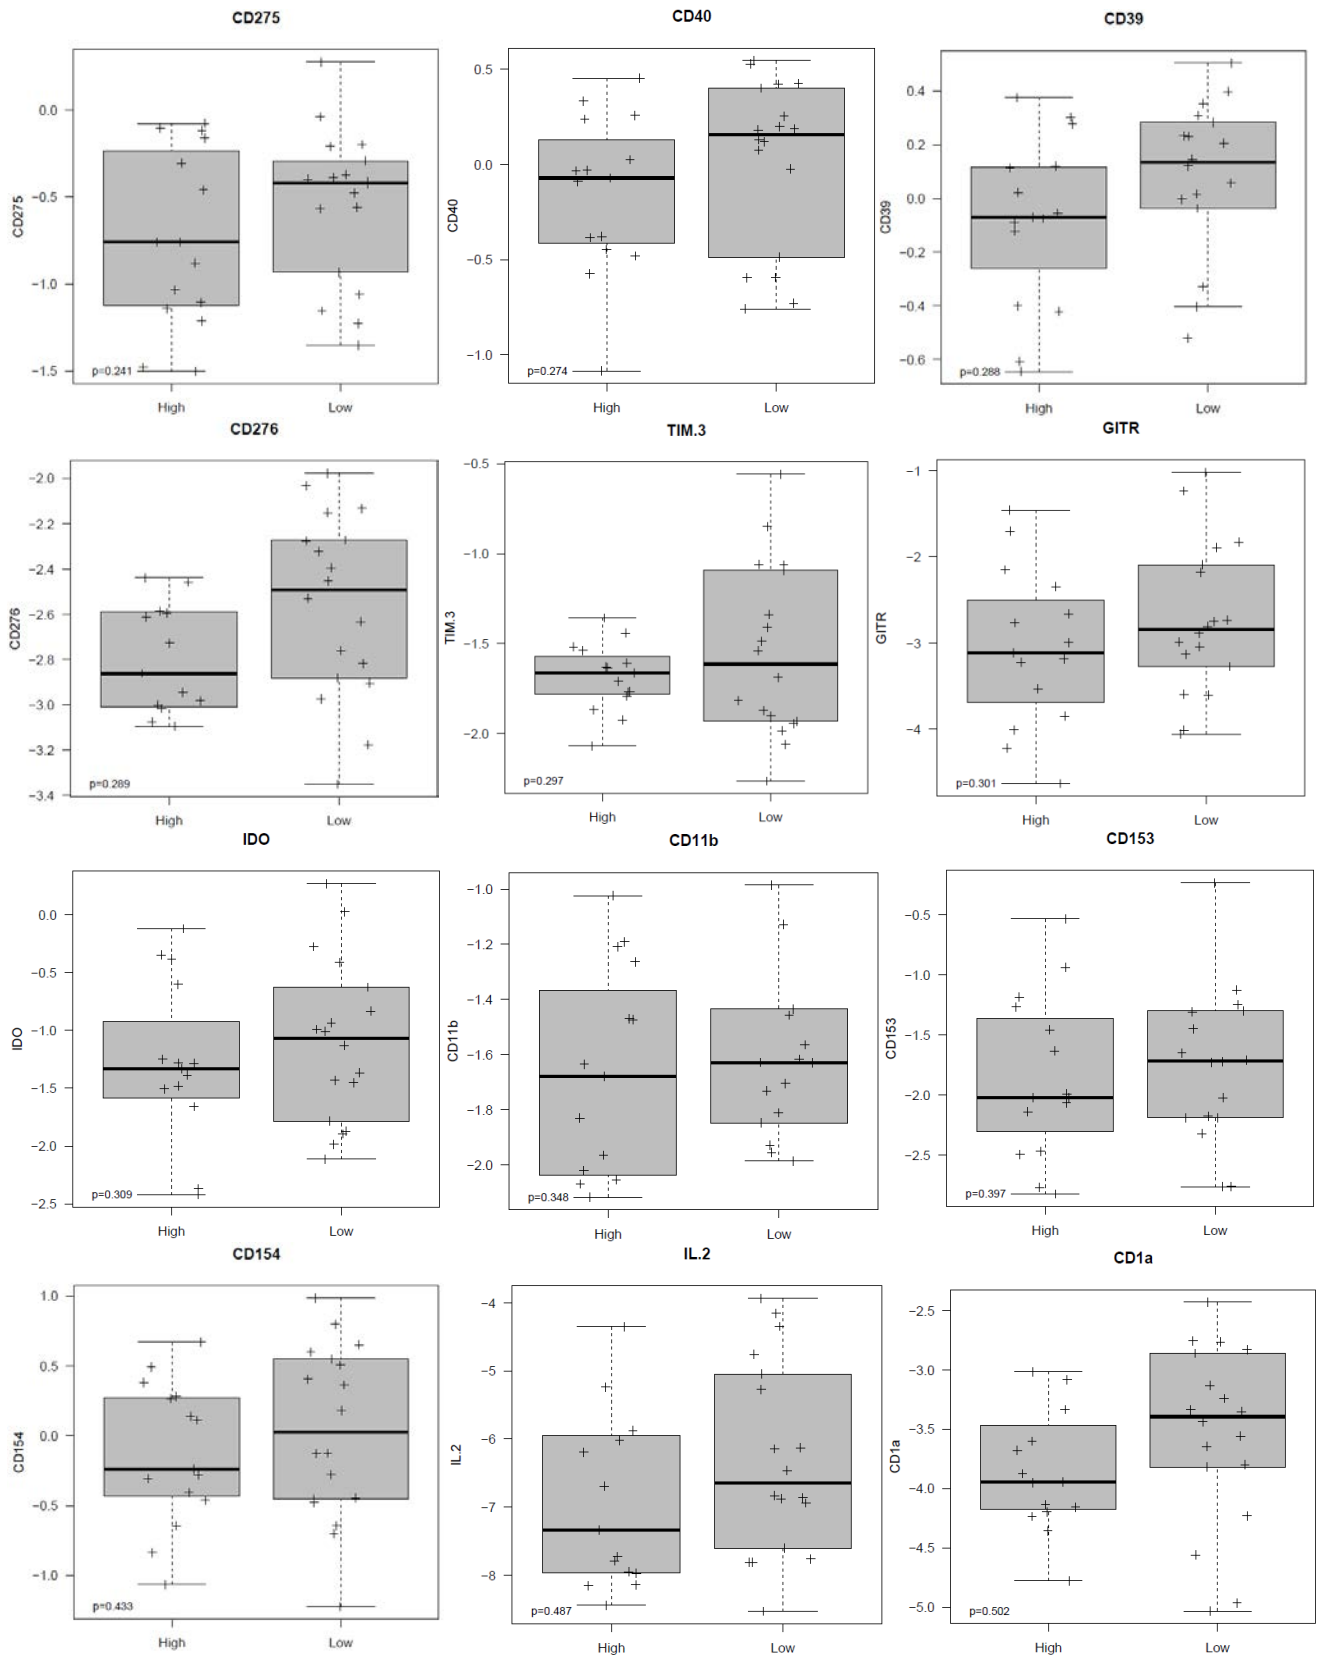 CD275
CD275
0.0
−0.5
−1.0
−1.5
p=0.241
High Low
CD40
CD40
0.5
0.0
−0.5
−1.0
p=0.274
High Low
CD39
CD39
0.4
0.2
0.0
−0.2
−0.4
−0.6
p=0.288
High Low
CD276
CD276
−2.0
−2.2
−2.4
−2.6
−2.8
−3.0
−3.2
−3.4
p=0.289
High Low
TIM.3
TIM.3
−0.5
−1.0
−1.5
−2.0
p=0.297
High Low
GITR
GITR
−1
−2
−3
−4
p=0.301
High Low
IDO
IDO
0.0
−0.5
−1.0
−1.5
−2.0
−2.5
p=0.309
High Low
CD11b
CD11b
−1.0
−1.2
−1.4
−1.6
−1.8
−2.0
p=0.348
High Low
CD153
CD153
−0.5
−1.0
−1.5
−2.0
−2.5
p=0.397
High Low
CD154
CD154
1.0
0.5
0.0
−0.5
−1.0
p=0.433
High Low
IL.2
IL.2
−4
−5
−6
−7
−8
p=0.487
High Low
CD1a
CD1a
−2.5
−3.0
−3.5
−4.0
−4.5
−5.0
p=0.502
High Low